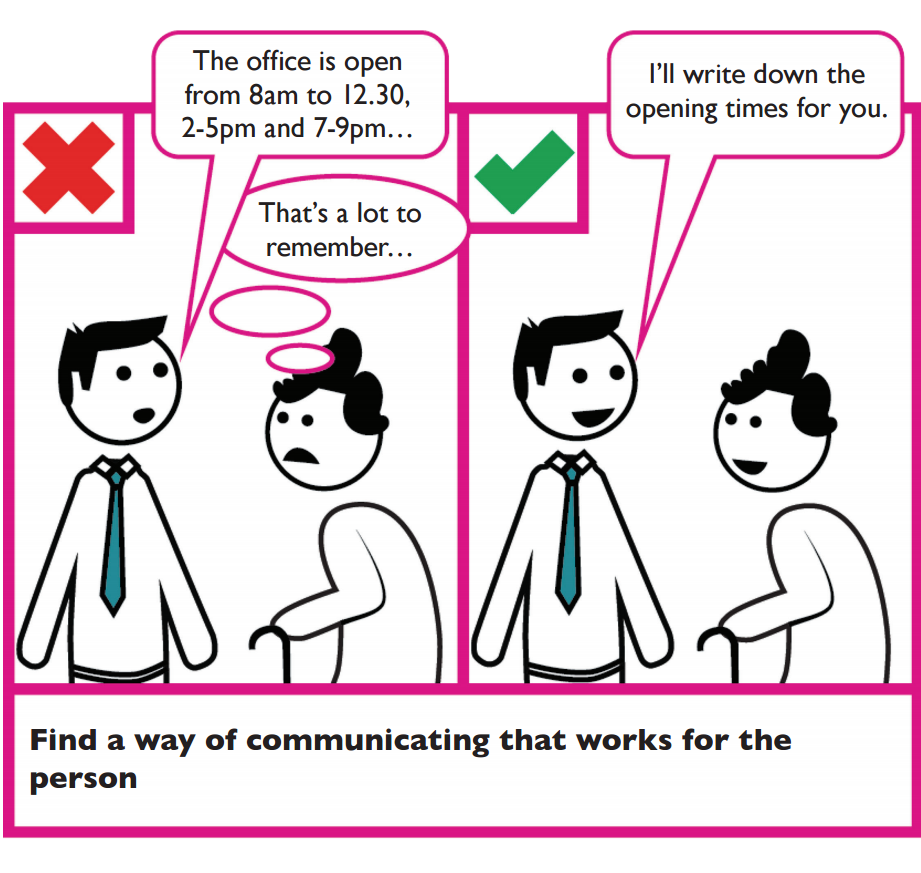 The office is open
from 8am to 12.30,
2-5pm and 7-9pm…
That’s a lot to
remember…
I’ll write down the
opening times for you.
Find a way of communicating that works for the
person